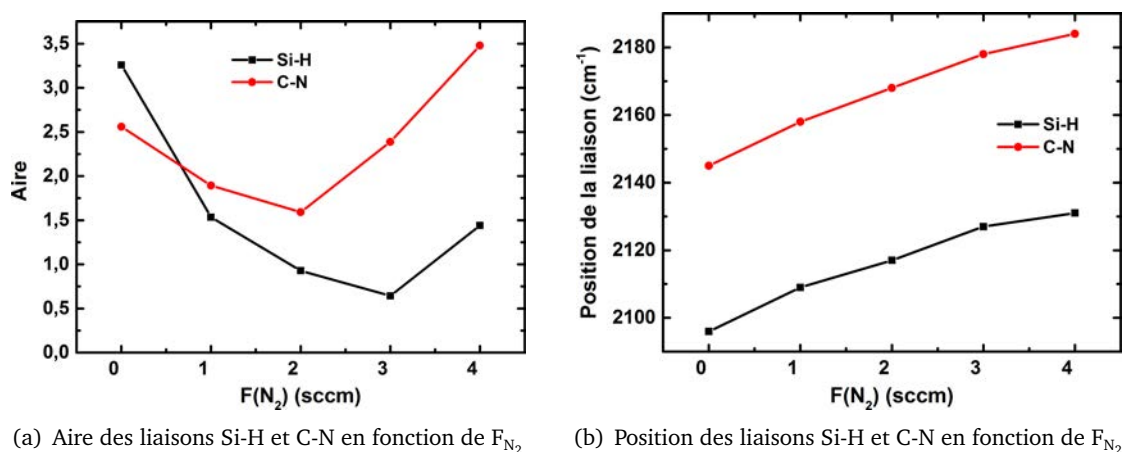 3,5
3,0
2,5
2,0
1,5
1,0
0,5
0,0
Aire
Si-H
C-N
0 1 2 3 4
F(N₂) (sccm)
(a) Aire des liaisons Si-H et C-N en fonction de F_N₂
2180
2160
2140
2120
2100
Position de la liaison (cm⁻¹)
Si-H
C-N
0 1 2 3 4
F(N₂) (sccm)
(b) Position des liaisons Si-H et C-N en fonction de F_N₂